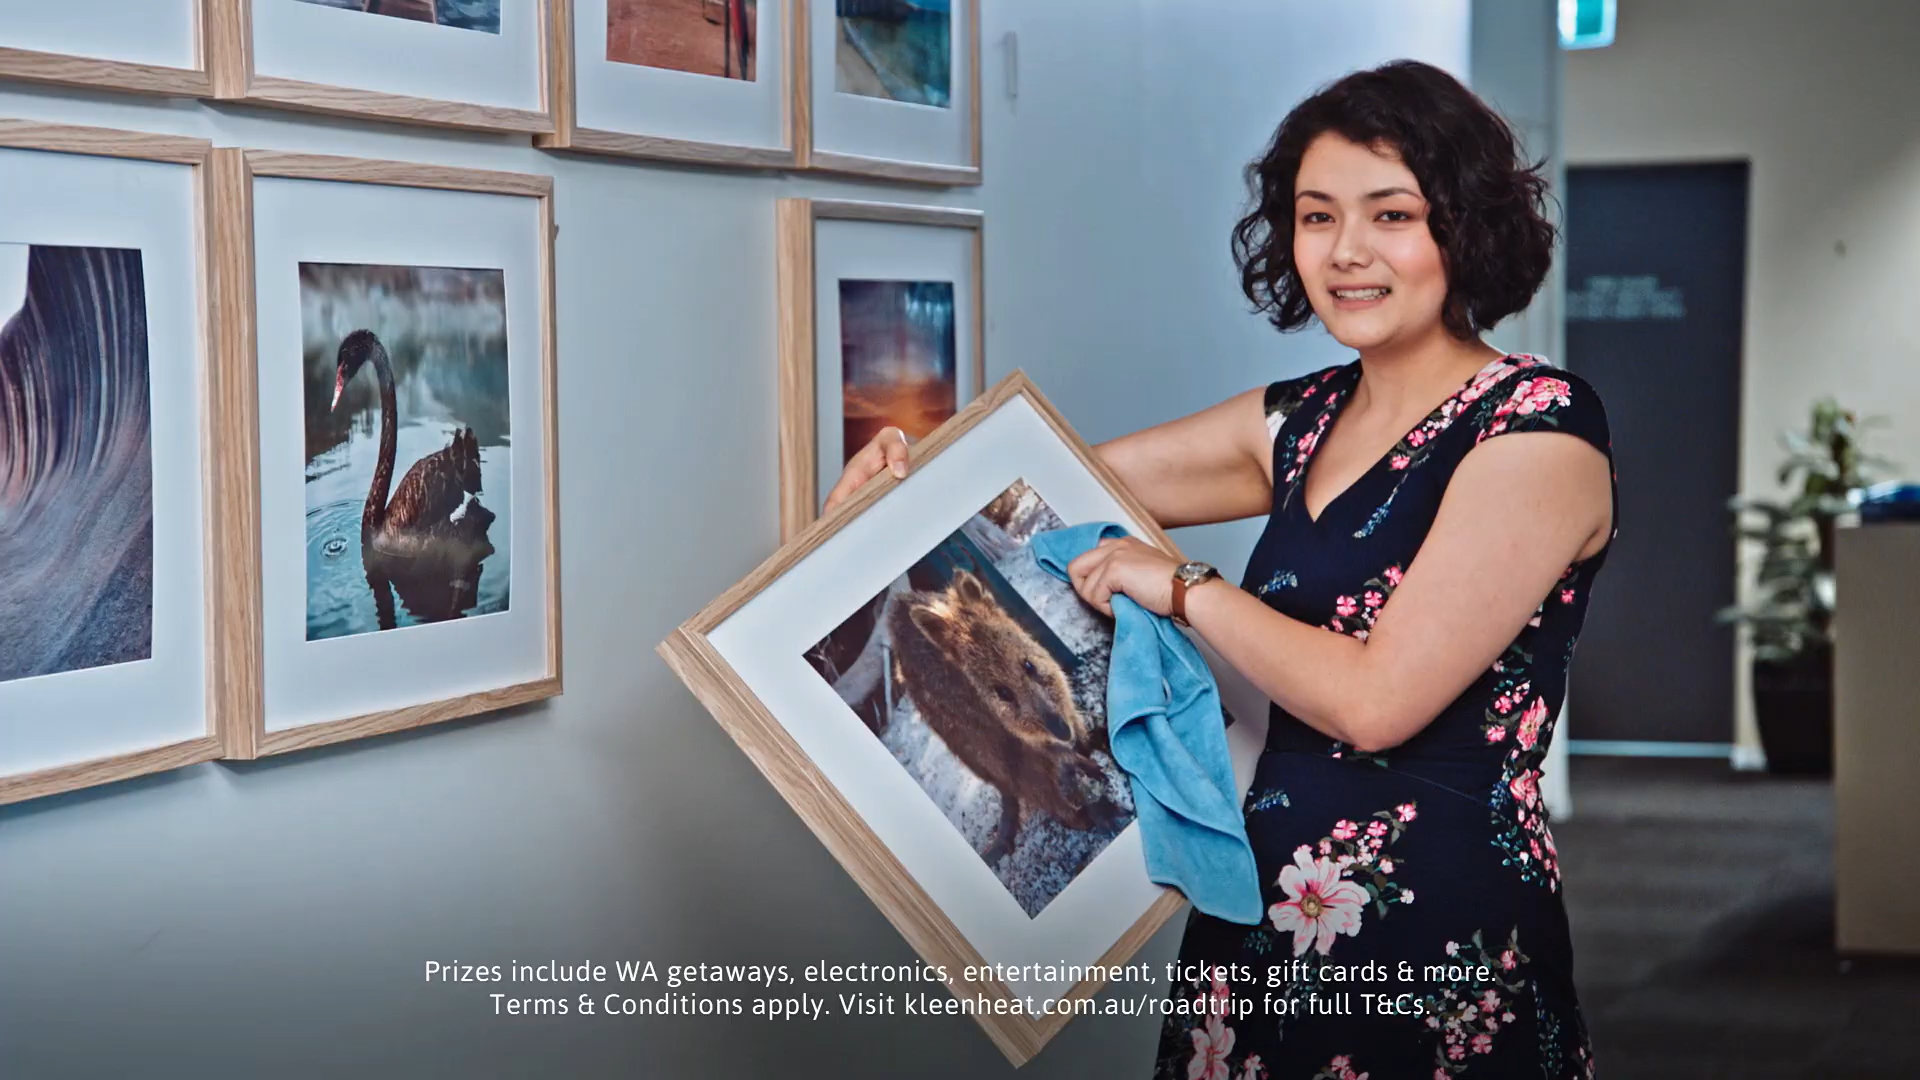 Prizes include WA getaways, electronics, entertainment, tickets, gift cards & more.
Terms & Conditions apply. Visit kleenheat.com.au/roadtrip for full T&Cs.